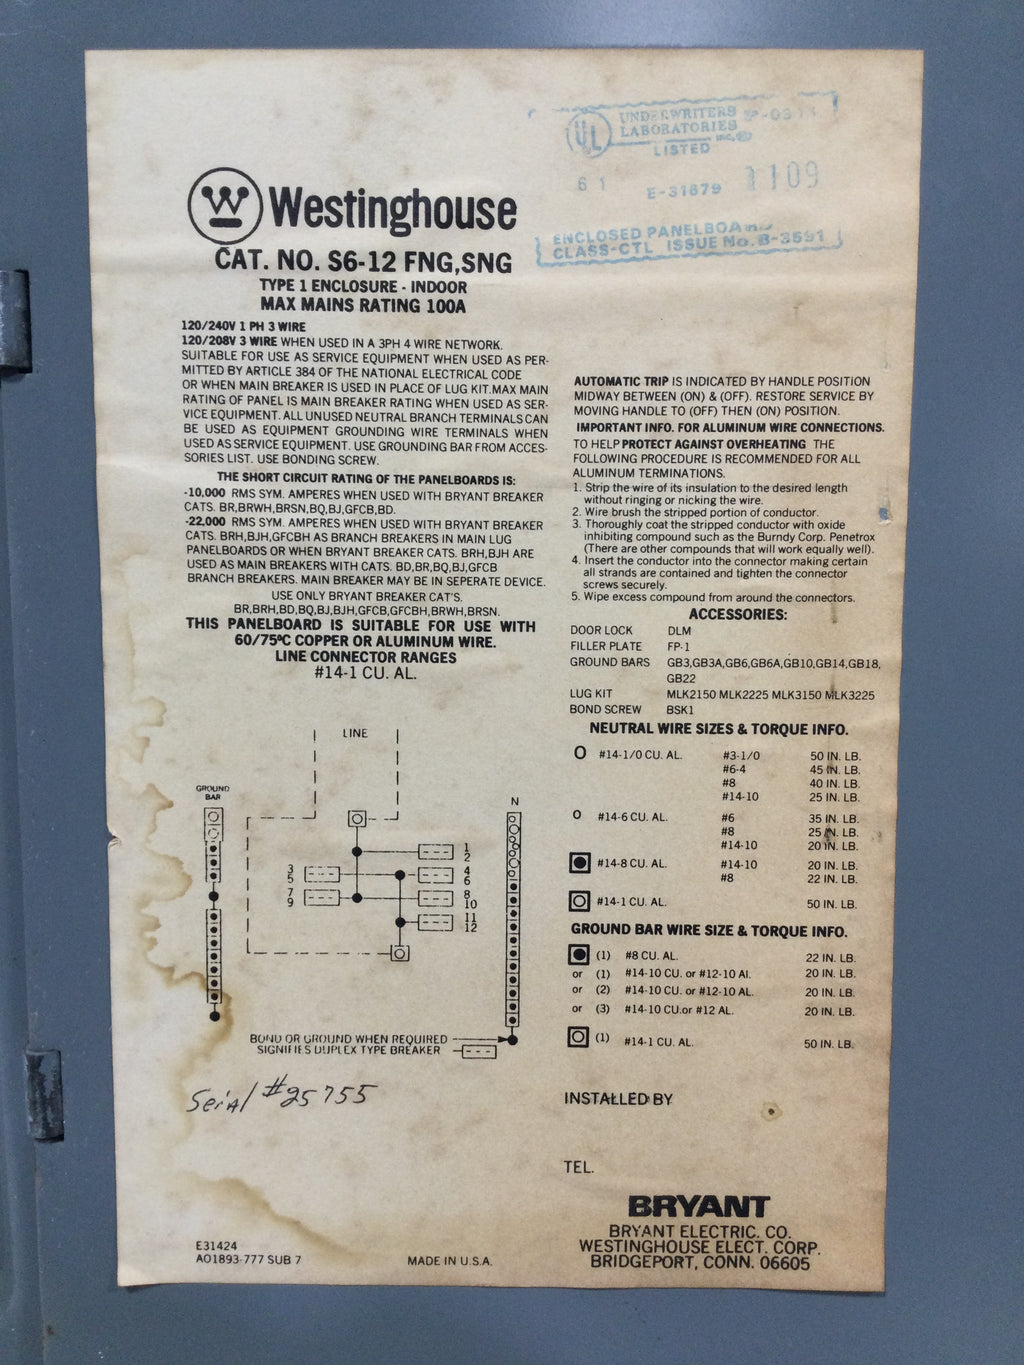 UL
UNDERWRITERS
LABORATORIES
INC.®
LISTED
61
E-31679
1109
ENCLOSED PANELBOARD
CLASS-CTL ISSUE No. B-3591
W Westinghouse
CAT. NO. S6-12 FNG,SNG
TYPE 1 ENCLOSURE - INDOOR
MAX MAINS RATING 100A
120/240V 1 PH 3 WIRE
120/208V 3 WIRE WHEN USED IN A 3PH 4 WIRE NETWORK.
SUITABLE FOR USE AS SERVICE EQUIPMENT WHEN USED AS PER-
MITTED BY ARTICLE 384 OF THE NATIONAL ELECTRICAL CODE
OR WHEN MAIN BREAKER IS USED IN PLACE OF LUG KIT.MAX MAIN
RATING OF PANEL IS MAIN BREAKER RATING WHEN USED AS SER-
VICE EQUIPMENT. ALL UNUSED NEUTRAL BRANCH TERMINALS CAN
BE USED AS EQUIPMENT GROUNDING WIRE TERMINALS WHEN
USED AS SERVICE EQUIPMENT. USE GROUNDING BAR FROM ACCES-
SORIES LIST. USE BONDING SCREW.
THE SHORT CIRCUIT RATING OF THE PANELBOARDS IS:
-10,000 RMS SYM. AMPERES WHEN USED WITH BRYANT BREAKER
CATS. BR,BRWH,BRSN,BQ,BJ,GFCB,BD.
-22,000 RMS SYM. AMPERES WHEN USED WITH BRYANT BREAKER
CATS. BRH,BJH,GFCBH AS BRANCH BREAKERS IN MAIN LUG
PANELBOARDS OR WHEN BRYANT BREAKER CATS. BRH,BJH ARE
USED AS MAIN BREAKERS WITH CATS. BD,BR,BQ,BJ,GFCB
BRANCH BREAKERS. MAIN BREAKER MAY BE IN SEPERATE DEVICE.
USE ONLY BRYANT BREAKER CAT'S.
BR,BRH,BD,BQ,BJ,BJH,GFCB,GFCBH,BRWH,BRSN.
THIS PANELBOARD IS SUITABLE FOR USE WITH
60/75°C COPPER OR ALUMINUM WIRE.
LINE CONNECTOR RANGES
#14-1 CU. AL.
LINE
GROUND
BAR
N
1
2
3
5
4
6
7
9
8
10
11
12
BOND OR GROUND WHEN REQUIRED
SIGNIFIES DUPLEX TYPE BREAKER
Serial #25755
E31424
A01893-777 SUB 7
MADE IN U.S.A.
AUTOMATIC TRIP IS INDICATED BY HANDLE POSITION
MIDWAY BETWEEN (ON) & (OFF). RESTORE SERVICE BY
MOVING HANDLE TO (OFF) THEN (ON) POSITION.
IMPORTANT INFO. FOR ALUMINUM WIRE CONNECTIONS.
TO HELP PROTECT AGAINST OVERHEATING THE
FOLLOWING PROCEDURE IS RECOMMENDED FOR ALL
ALUMINUM TERMINATIONS.
1. Strip the wire of its insulation to the desired length
without ringing or nicking the wire.
2. Wire brush the stripped portion of conductor.
3. Thoroughly coat the stripped conductor with oxide
inhibiting compound such as the Burndy Corp. Penetrox
(There are other compounds that will work equally well).
4. Insert the conductor into the connector making certain
all strands are contained and tighten the connector
screws securely.
5. Wipe excess compound from around the connectors.
ACCESSORIES:
DOOR LOCK DLM
FILLER PLATE FP-1
GROUND BARS GB3,GB3A,GB6,GB6A,GB10,GB14,GB18,
GB22
LUG KIT MLK2150 MLK2225 MLK3150 MLK3225
BOND SCREW BSK1
NEUTRAL WIRE SIZES & TORQUE INFO.
#14-1/0 CU. AL. #3-1/0 50 IN. LB.
#6-4 45 IN. LB.
#8 40 IN. LB.
#14-10 25 IN. LB.
#14-6 CU. AL. #6 35 IN. LB.
#8 25 IN. LB.
#14-10 20 IN. LB.
#14-8 CU. AL. #14-10 20 IN. LB.
#8 22 IN. LB.
#14-1 CU. AL. 50 IN. LB.
GROUND BAR WIRE SIZE & TORQUE INFO.
(1) #8 CU. AL. 22 IN. LB.
or (1) #14-10 CU. or #12-10 Al. 20 IN. LB.
or (2) #14-10 CU. or #12-10 AL. 20 IN. LB.
or (3) #14-10 CU.or #12 AL. 20 IN. LB.
(1) #14-1 CU. AL. 50 IN. LB.
INSTALLED BY
TEL.
BRYANT
BRYANT ELECTRIC. CO.
WESTINGHOUSE ELECT. CORP.
BRIDGEPORT, CONN. 06605